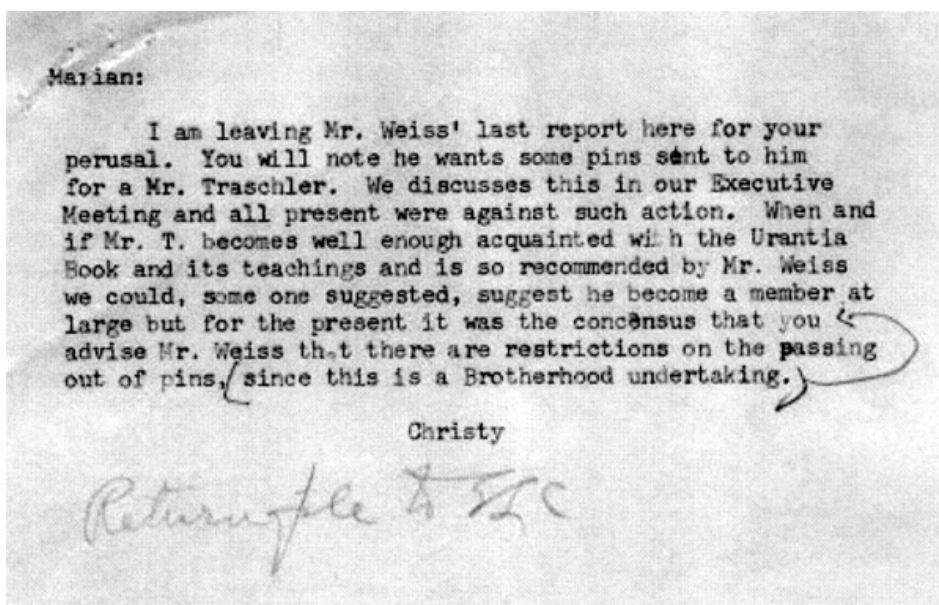 Marian:
I am leaving Mr. Weiss' last report here for your
perusal. You will note he wants some pins sent to him
for a Mr. Traschler. We discusses this in our Executive
Meeting and all present were against such action. When and
if Mr. T. becomes well enough acquainted with the Urantia
Book and its teachings and is so recommended by Mr. Weiss
we could, some one suggested, suggest he become a member at
large but for the present it was the concensus that you
advise Mr. Weiss that there are restrictions on the passing
out of pins, (since this is a Brotherhood undertaking.)
Christy
Return file to ELC